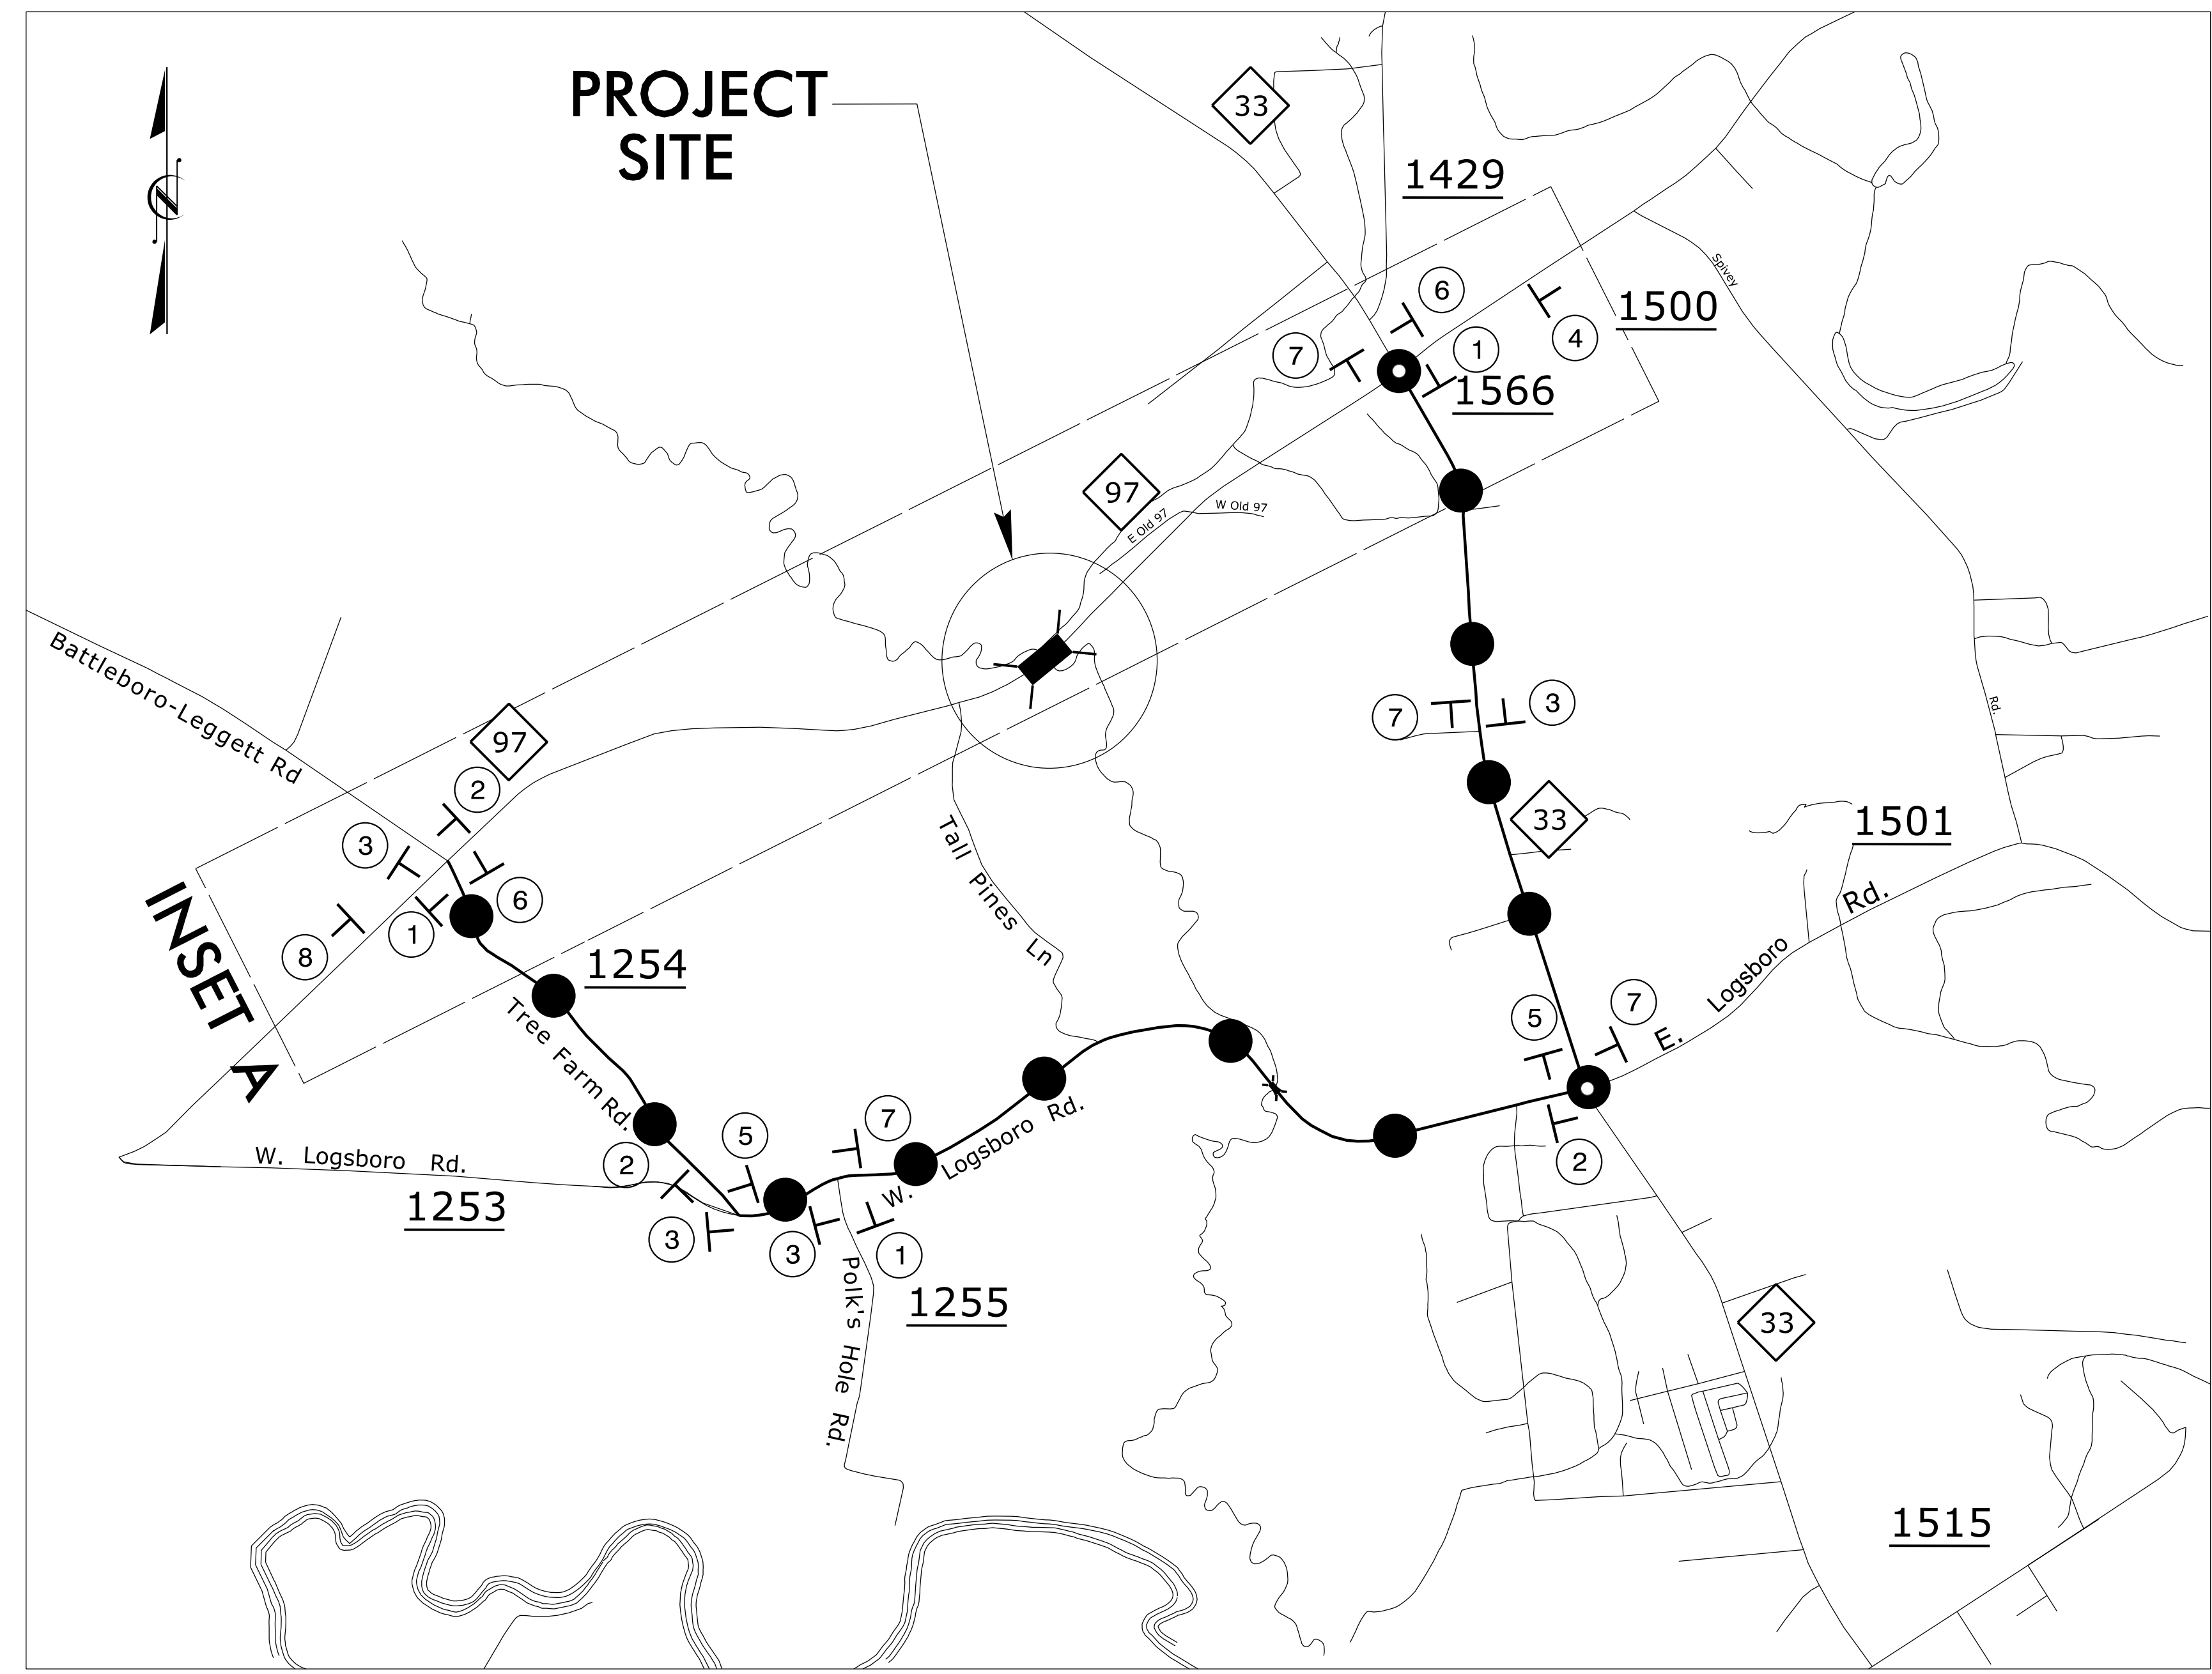 PROJECT
SITE
33
1429
Spivey
6
1500
4
7
1
1566
97
W Old 97
E Old 97
N
Battleboro-Leggett Rd
97
2
7
3
Rd.
33
1501
3
6
1
8
INSET A
Tall Pines Ln
1254
Tree Farm Rd.
E. Logsboro Rd.
5
7
W. Logsboro Rd.
1253
2
5
7
W. Logsboro Rd.
2
3
3
1
1255
Polk's Hole Rd.
33
1515